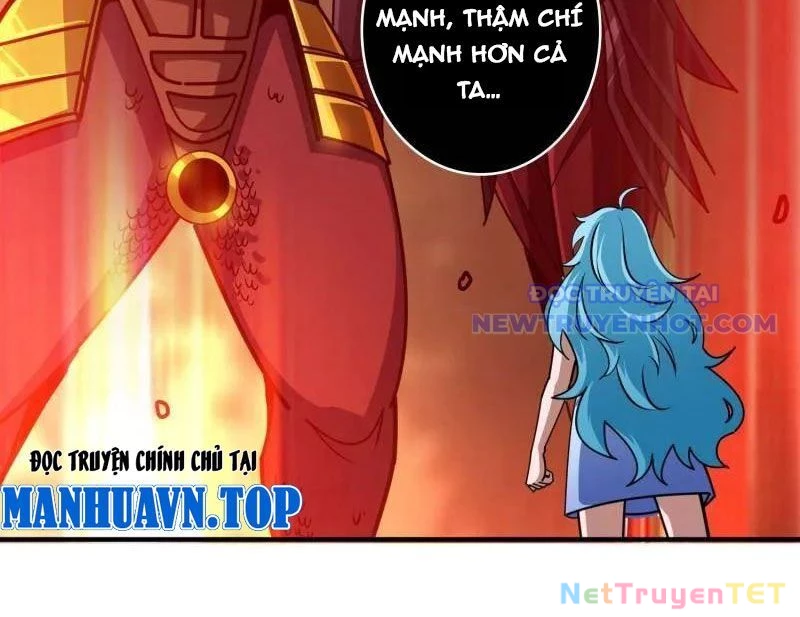 MẠNH, THẬM CHÍ
MẠNH HƠN CẢ
TA...
ĐỌC TRUYỆN TẠI
NEWTRUYENHOT.COM
ĐỌC TRUYỆN CHÍNH CHỦ TẠI
MANHUAVN.TOP
NetTruyenTET